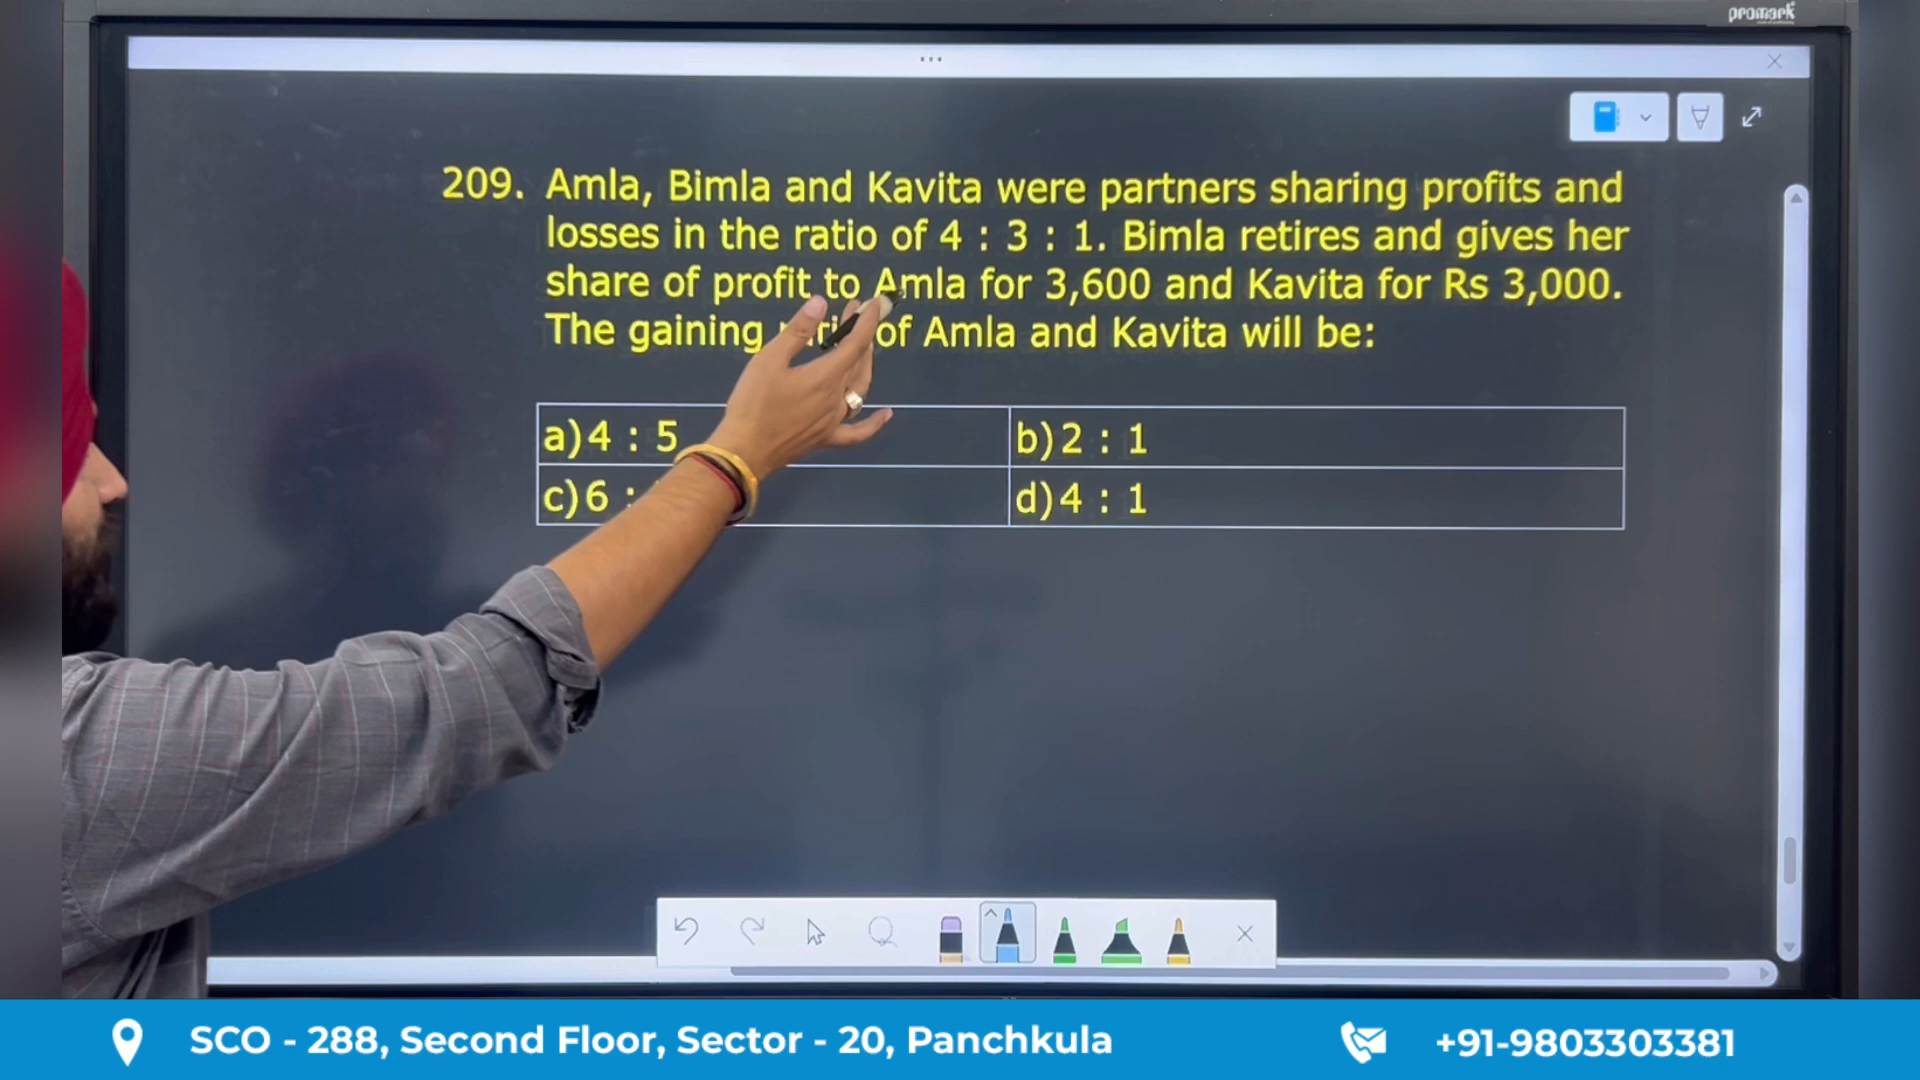 promark
209. Amla, Bimla and Kavita were partners sharing profits and
losses in the ratio of 4 : 3 : 1. Bimla retires and gives her
share of profit to Amla for 3,600 and Kavita for Rs 3,000.
The gaining of Amla and Kavita will be:
a)4 : 5
b)2 : 1
c)6 :
d)4 : 1
SCO - 288, Second Floor, Sector - 20, Panchkula
+91-9803303381